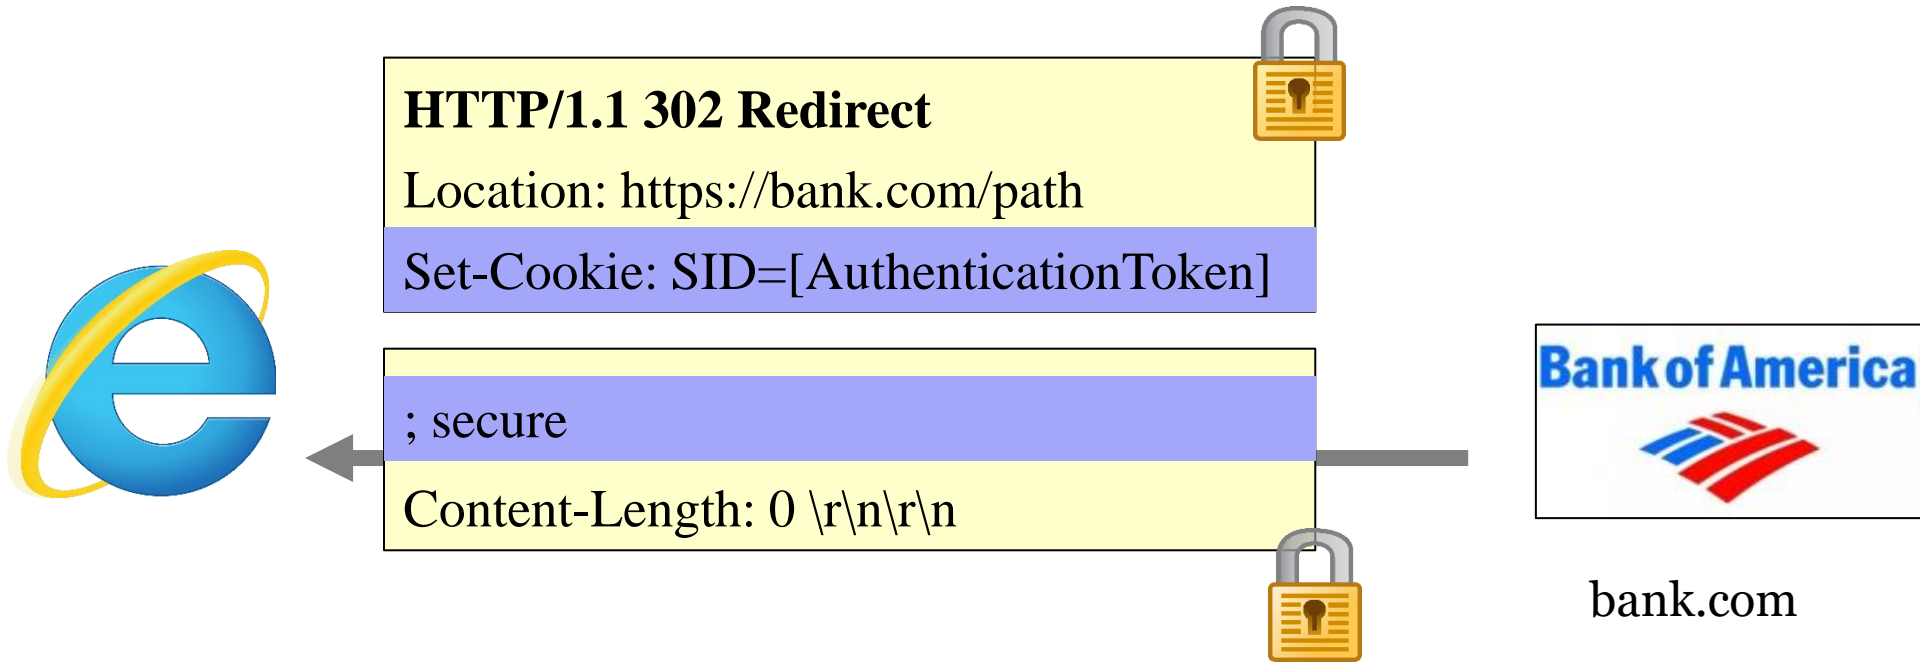 HTTP/1.1 302 Redirect
Location: https://bank.com/path
Set-Cookie: SID=[AuthenticationToken]
; secure
Content-Length: 0 \r\n\r\n
Bank of America
bank.com